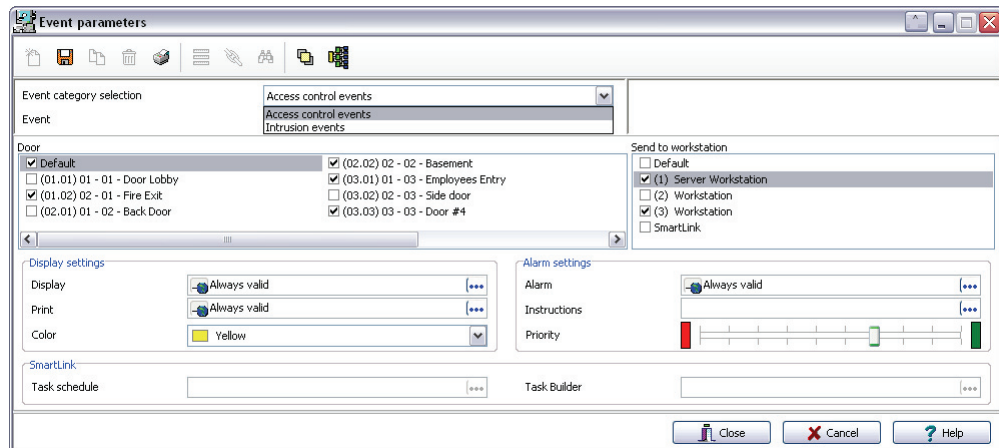 Event parameters
Event category selection
Access control events
Event
Access control events
Intrusion events
Door
Default
(01.01) 01 - 01 - Door Lobby
(01.02) 02 - 01 - Fire Exit
(02.01) 01 - 02 - Back Door
(02.02) 02 - 02 - Basement
(03.01) 01 - 03 - Employees Entry
(03.02) 02 - 03 - Side door
(03.03) 03 - 03 - Door #4
Send to workstation
Default
(1) Server Workstation
(2) Workstation
(3) Workstation
SmartLink
Display settings
Display Always valid
Print Always valid
Color Yellow
Alarm settings
Alarm Always valid
Instructions
Priority
SmartLink
Task schedule
Task Builder
Close Cancel ? Help